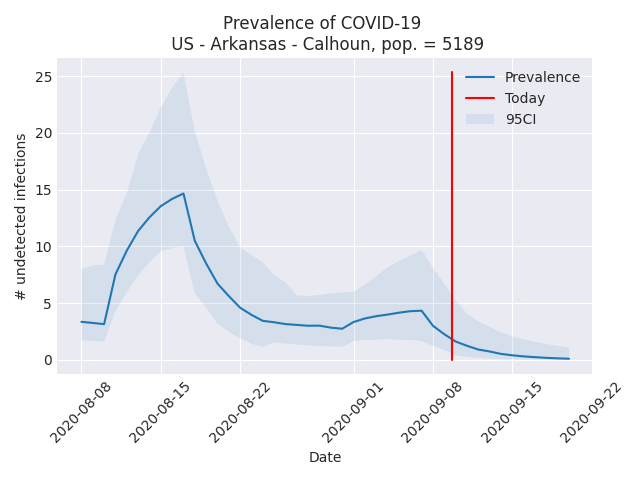 Prevalence of COVID-19
US - Arkansas - Calhoun, pop. = 5189
# undetected infections
25
20
15
10
5
0
Prevalence
Today
95CI
2020-08-08
2020-08-15
2020-08-22
2020-09-01
2020-09-08
2020-09-15
2020-09-22
Date